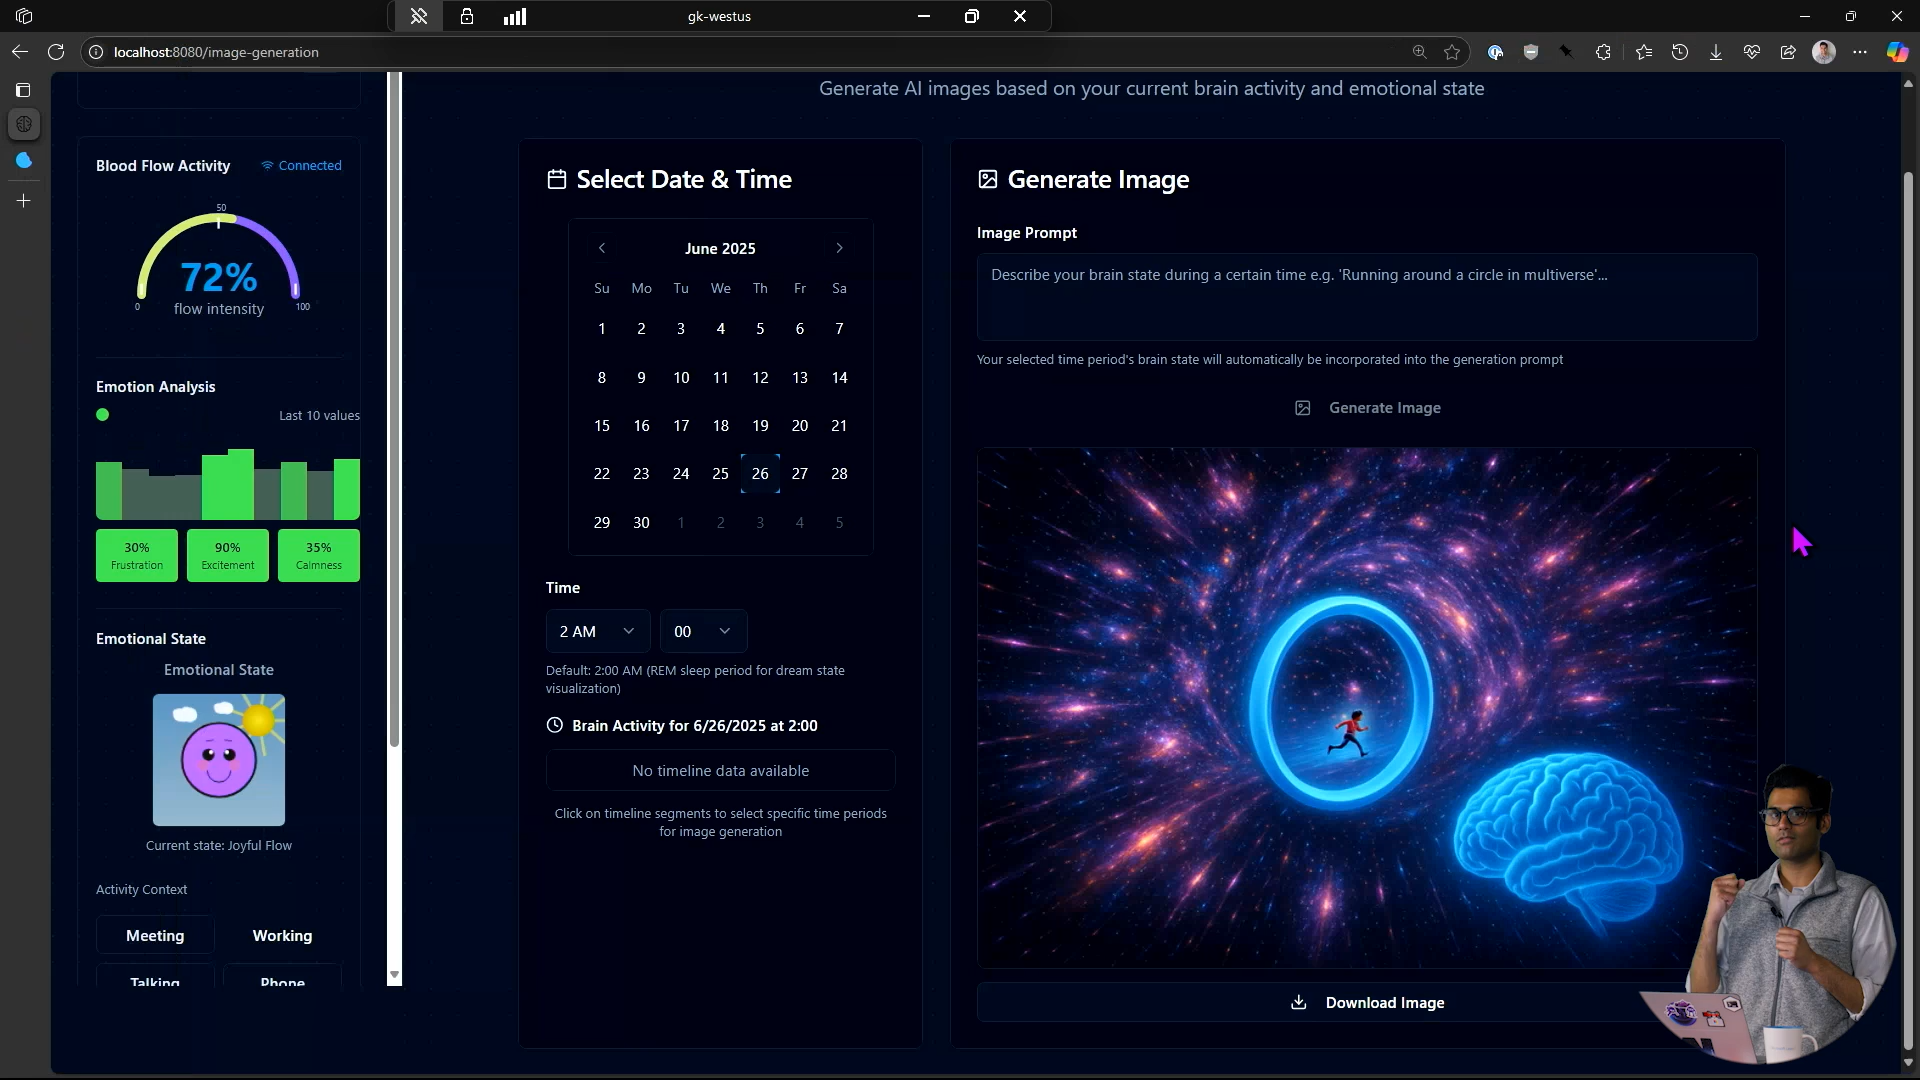 gk-westus
localhost:8080/image-generation
Generate AI images based on your current brain activity and emotional state
Blood Flow Activity
Connected
50
72%
0
100
flow intensity
Emotion Analysis
Last 10 values
30%
Frustration
90%
Excitement
35%
Calmness
Emotional State
Emotional State
Current state: Joyful Flow
Activity Context
Meeting
Working
Talking
Phone
Select Date & Time
June 2025
Su Mo Tu We Th Fr Sa
1 2 3 4 5 6 7
8 9 10 11 12 13 14
15 16 17 18 19 20 21
22 23 24 25 26 27 28
29 30 1 2 3 4 5
Time
2 AM
00
Default: 2:00 AM (REM sleep period for dream state
visualization)
Brain Activity for 6/26/2025 at 2:00
No timeline data available
Click on timeline segments to select specific time periods
for image generation
Generate Image
Image Prompt
Describe your brain state during a certain time e.g. 'Running around a circle in multiverse'...
Your selected time period's brain state will automatically be incorporated into the generation prompt
Generate Image
Download Image